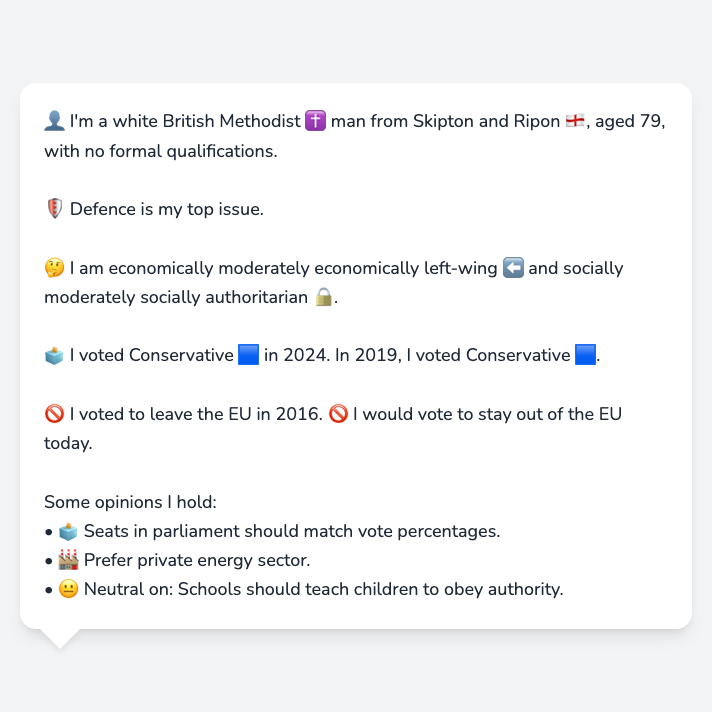 👤 I'm a white British Methodist ✝️ man from Skipton and Ripon 🏴󠁧󠁢󠁥󠁮󠁧󠁿, aged 79,
with no formal qualifications.
🛡️ Defence is my top issue.
🤔 I am economically moderately economically left-wing ⬅️ and socially
moderately socially authoritarian 🔒.
🗳️ I voted Conservative 🟦 in 2024. In 2019, I voted Conservative 🟦.
🚫 I voted to leave the EU in 2016. 🚫 I would vote to stay out of the EU
today.
Some opinions I hold:
• 🗳️ Seats in parliament should match vote percentages.
• 🏭 Prefer private energy sector.
• 😐 Neutral on: Schools should teach children to obey authority.